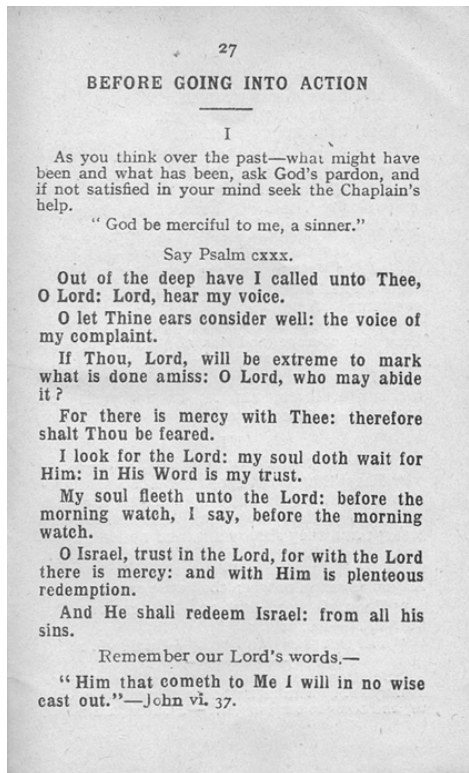 27
BEFORE GOING INTO ACTION
I
As you think over the past—what might have
been and what has been, ask God's pardon, and
if not satisfied in your mind seek the Chaplain's
help.
" God be merciful to me, a sinner."
Say Psalm cxxx.
Out of the deep have I called unto Thee,
O Lord: Lord, hear my voice.
O let Thine ears consider well: the voice of
my complaint.
If Thou, Lord, will be extreme to mark
what is done amiss: O Lord, who may abide
it ?
For there is mercy with Thee: therefore
shalt Thou be feared.
I look for the Lord: my soul doth wait for
Him: in His Word is my trust.
My soul fleeth unto the Lord: before the
morning watch, I say, before the morning
watch.
O Israel, trust in the Lord, for with the Lord
there is mercy: and with Him is plenteous
redemption.
And He shall redeem Israel: from all his
sins.
Remember our Lord's words.—
" Him that cometh to Me I will in no wise
cast out."—John vi. 37.